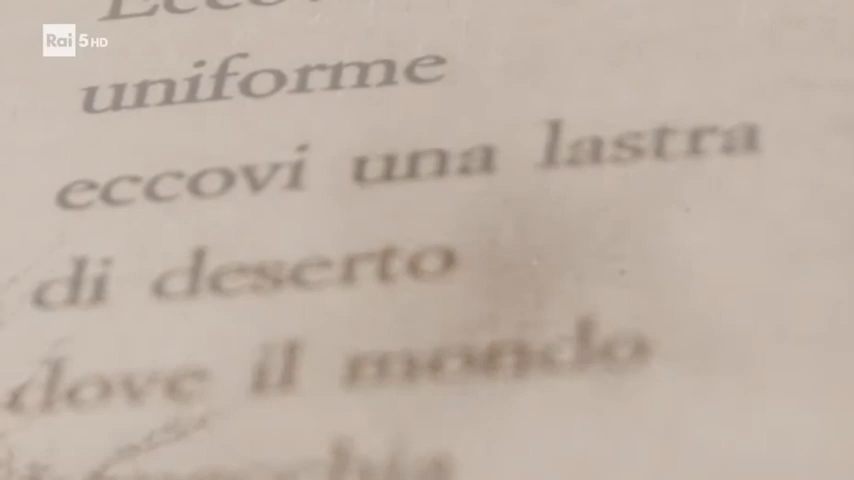 Rai 5 HD
uniforme
eccovi una lastra
di deserto
dove il mondo